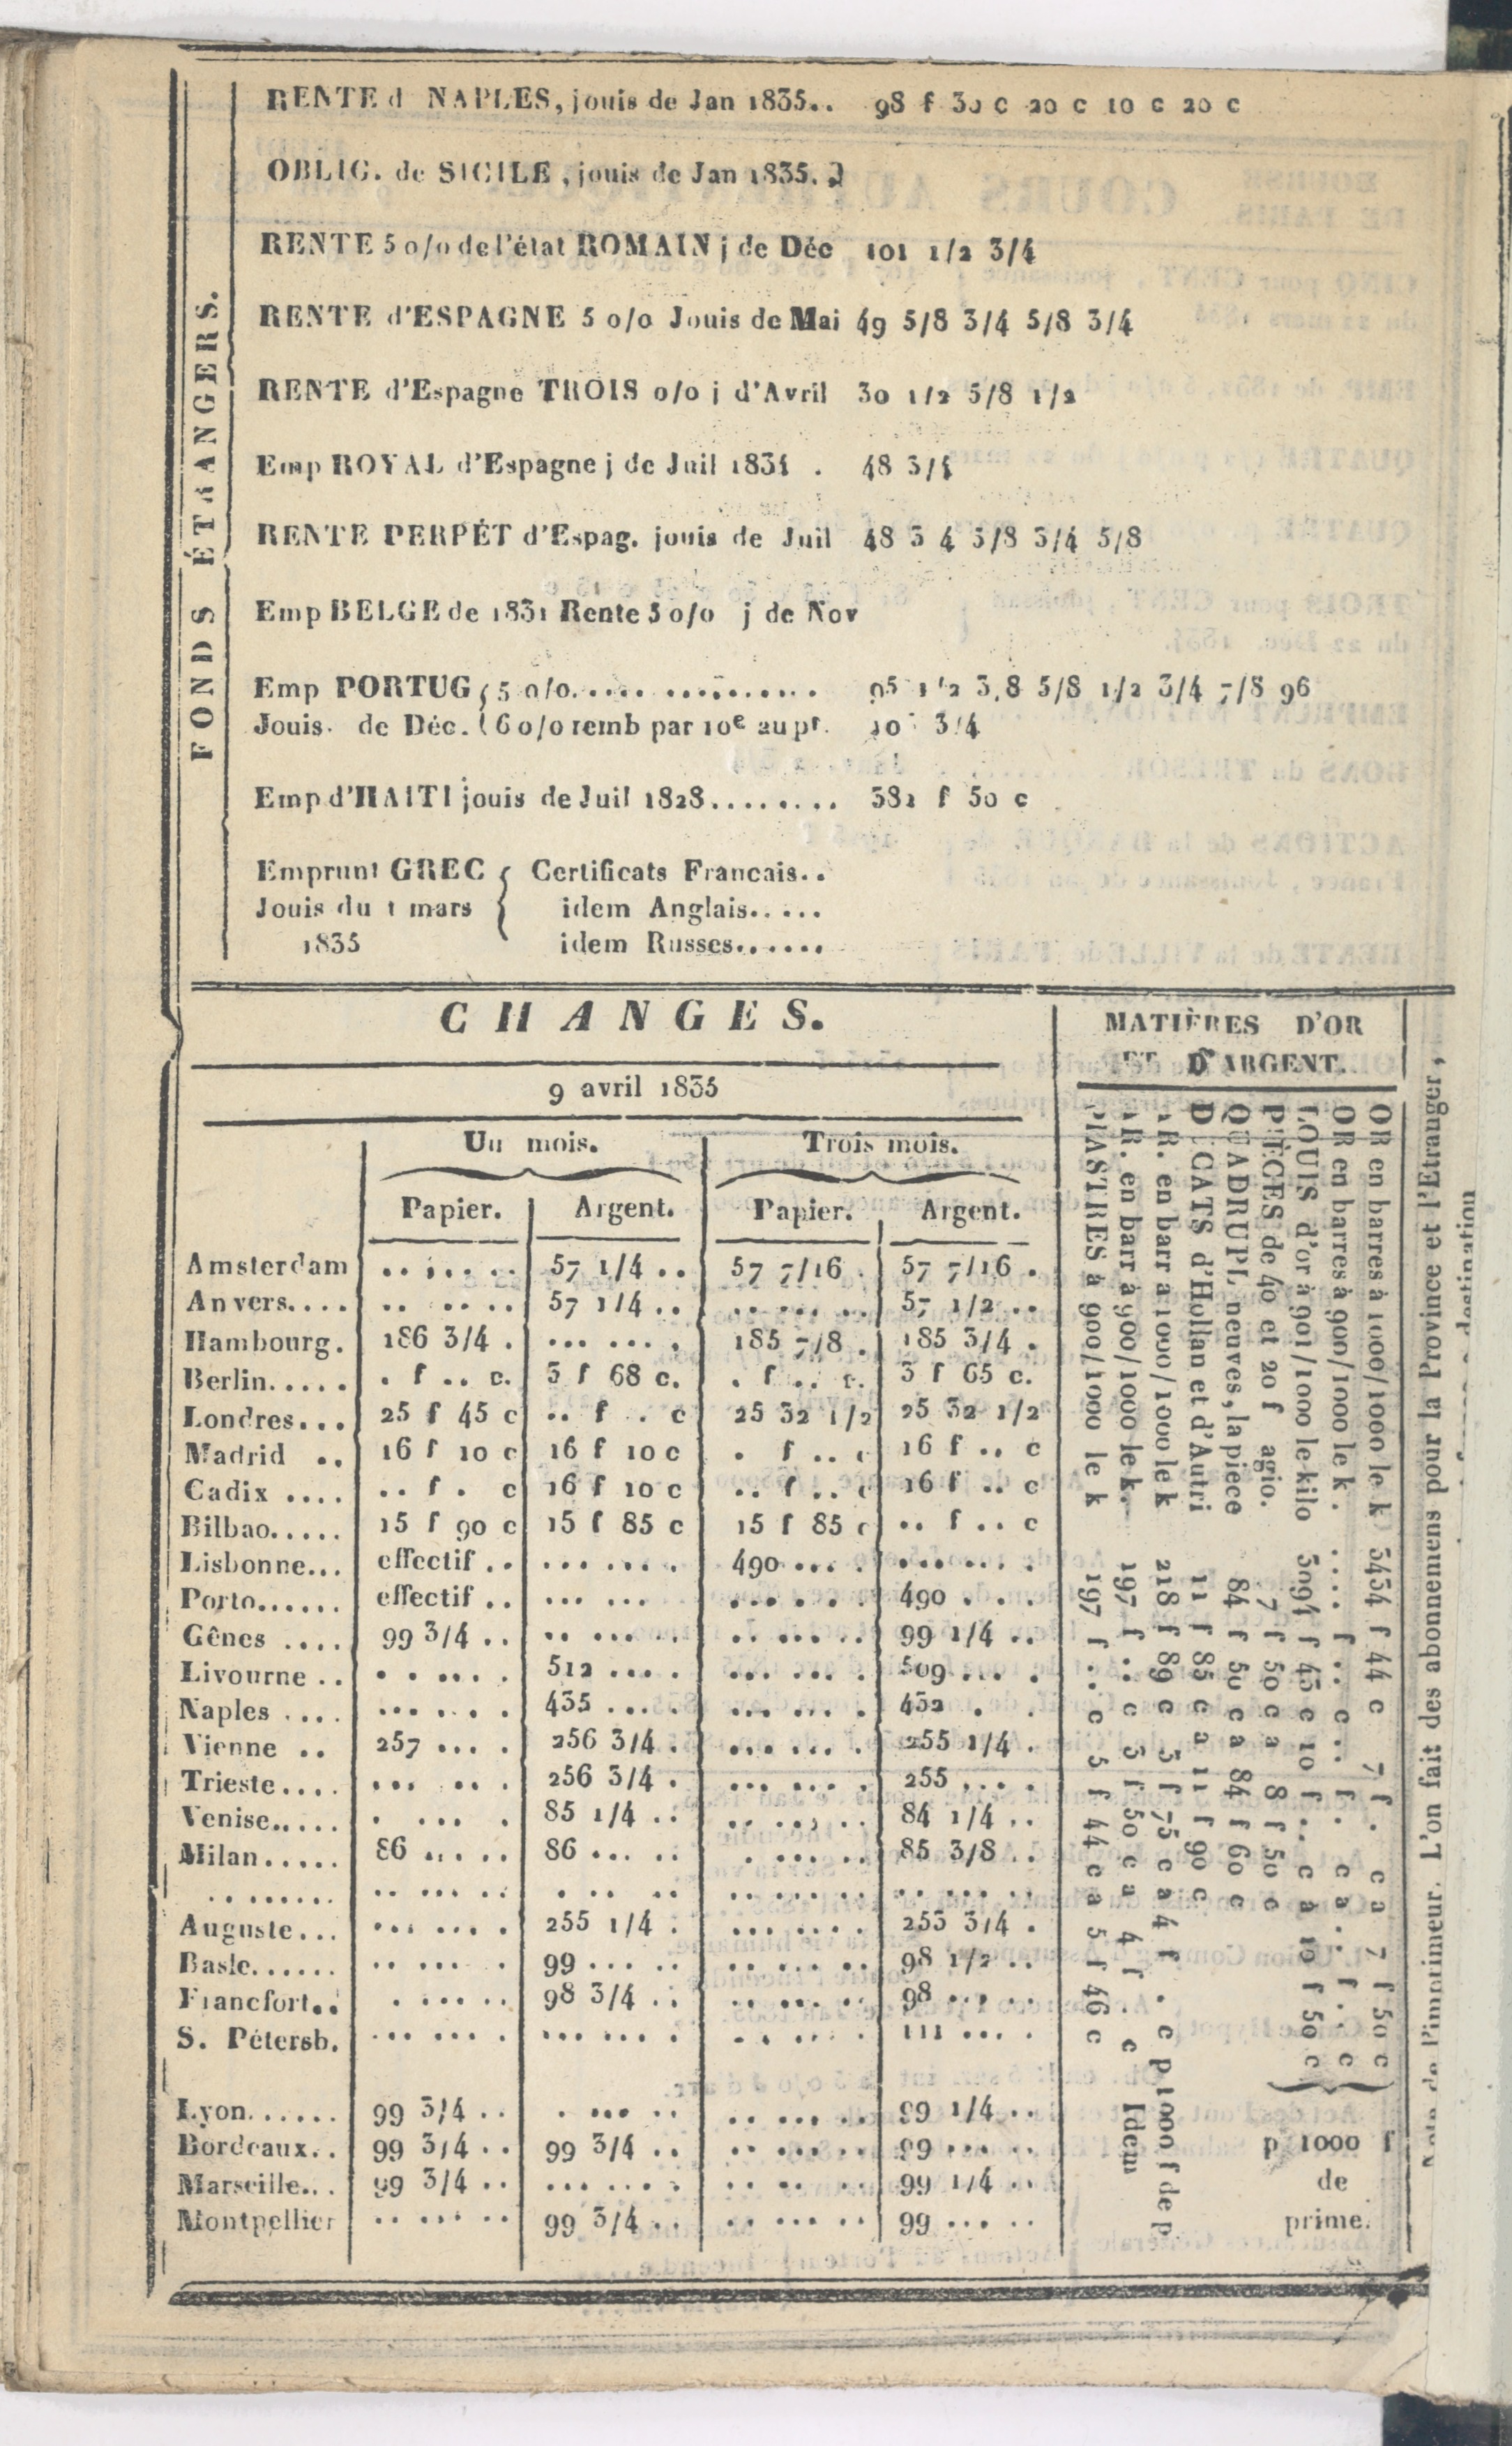 FONDS ÉTRANGERS.
RENTE d NAPLES, jouis de Jan 1835.. 98 f 30 c 20 c 10 c 20 c
OBLIG. de SICILE, jouis de Jan 1835.
RENTE 5 o/o de l'état ROMAIN j de Déc 101 1/2 3/4
RENTE d'ESPAGNE 5 o/o Jouis de Mai 49 5/8 3/4 5/8 3/4
RENTE d'Espagne TROIS o/o j d'Avril 30 1/2 5/8 1/2
Emp ROYAL d'Espagne j de Juil 1834 . 48 3/4
RENTE PERPÉT d'Espag. jouis de Juil 48 3 4 5/8 3/4 5/8
Emp BELGE de 1831 Rente 5 o/o j de Nov
Emp PORTUG { 5 o/o. .... .............. 95 1/2 3,8 5/8 1/2 3/4 7/8 96
Jouis. de Déc. { 6 o/o remb par 10e au pr. 3/4
Emp d'HAITI jouis de Juil 1828........ 382 f 50 c
Emprunt GREC { Certificats Francais..
Jouis du 1 mars { idem Anglais.....
1835 idem Russes.......
CHANGES.
9 avril 1835
Un mois. Trois mois.
Papier. Argent. Papier. Argent.
Amsterdam .. ... .. 57 1/4 .. 57 7/16 . 57 7/16 .
Anvers.... .. .. .. 57 1/4 .. .. ... .. 57 1/2 ..
Hambourg. 186 3/4 . ... ... . 185 7/8 . 185 3/4 .
Berlin..... . f .. c. 3 f 68 c. . f .. c. 3 f 65 c.
Londres... 25 f 45 c .. f . c 25 32 1/2 25 32 1/2
Madrid .. 16 f 10 c 16 f 10 c . f .. c 16 f .. c
Cadix .... .. f . c 16 f 10 c .. f .. c 16 f .. c
Bilbao..... 15 f 90 c 15 f 85 c 15 f 85 c .. f .. c
Lisbonne... effectif .. ... ... . 490 ... . ... ... .
Porto...... effectif .. ... ... ... ... . 490 . . .
Gênes .... 99 3/4 .. .. ... .. .. ... .. 99 1/4 ..
Livourne .. . . ... . 512 .... . ... ... . 509 ... .
Naples .... ... .. . 435 ... . ... ... . 432 . .
Vienne .. 257 ... . 256 3/4 . ... ... . 255 1/4 .
Trieste.... ... .. . 256 3/4 . ... ... . 255 ... .
Venise..... . ... . 85 1/4 .. .. ... .. 84 1/4 ..
Milan..... 86 ... .. 86 ... .. . ... .. 85 3/8 ..
. ....... .. ... .. . .. .. .. ... .. .. ... ..
Auguste... ... ... . 255 1/4 . ... ... . 253 3/4 .
Basle...... .. ... . 99 ... .. .. ... .. 98 1/2 ..
Francfort.. . ... .. 98 3/4 .. .. ... .. 98 ... ..
S. Pétersb. ... ... . ... ... . . ... . 111 ... .
Lyon...... 99 3/4 .. . ... .. .. ... .. 99 1/4 ..
Bordeaux.. 99 3/4 .. 99 3/4 .. .. ... .. 99 ... ..
Marseille... 99 3/4 .. ... ... . .. .. .. 99 1/4 ..
Montpellier .. ... .. 99 3/4 .. .. ... .. 99 ... ..
MATIÈRES D'OR
ET D'ARGENT.
OR en barres à 1000/1000 le k) 3434 f 44 c 7 f . c a 7 f 50 c
OR en barres à 900/1000 le k . .... f .. c .. f . c a .. f .. c
LOUIS d'or à 901/1000 le kilo 3094 f 45 c 10 f .. c à 10 f 50 c
PIÈCES de 40 et 20 f agio. 7 f 50 c a 8 f 50 c
QUADRUPL neuves, la pièce 84 f 50 c a 84 f 60 c
DUCATS d'Hollan et d'Autri 11 f 85 c a 11 f 90 c
AR. en barr à 1000/1000 le k 218 f 89 c 3 f 75 c a 4 f . c p 1000 f de p
AR. en barr à 900/1000 le k. 197 f .. c 3 f 50 c a 4 f . c Idem
PIASTRES à 900/1000 le k 197 f .. c 5 f 44 c a 5 f 46 c
p 1000 f
de
prime.
de l'imprimeur. L'on fait des abonnemens pour la Province et l'Etranger,
destination